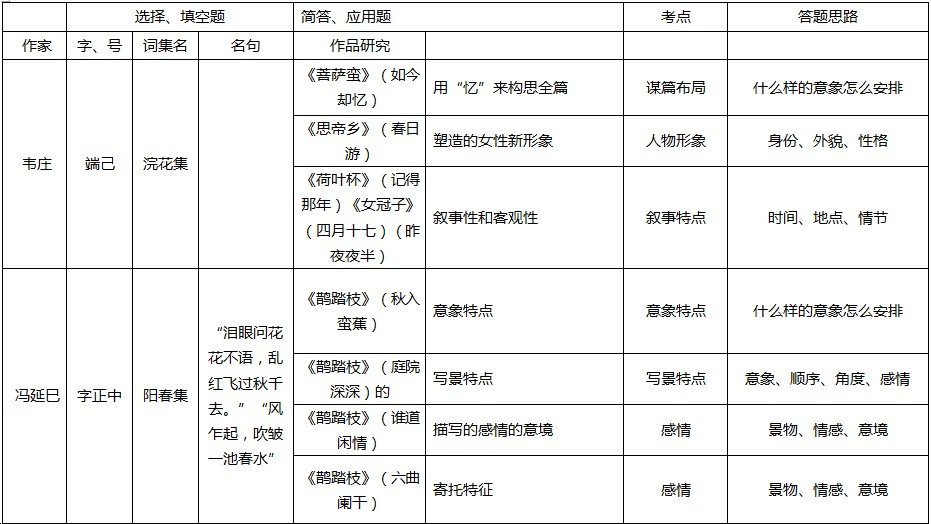 选择、填空题 简答、应用题 考点 答题思路
作家 字、号 词集名 名句 作品研究
韦庄 端己 浣花集
《菩萨蛮》（如今
却忆）
用“忆”来构思全篇 谋篇布局 什么样的意象怎么安排
《思帝乡》（春日
游）
塑造的女性新形象 人物形象 身份、外貌、性格
《荷叶杯》（记得
那年）《女冠子》
（四月十七）（昨
夜夜半）
叙事性和客观性 叙事特点 时间、地点、情节
冯延巳 字正中 阳春集
“泪眼问花
花不语，乱
红飞过秋千
去。”“风
乍起，吹皱
一池春水”
《鹊踏枝》（秋入
蛮蕉）
意象特点 意象特点 什么样的意象怎么安排
《鹊踏枝》（庭院
深深）的
写景特点 写景特点 意象、顺序、角度、感情
《鹊踏枝》（谁道
闲情）
描写的感情的意境 感情 景物、情感、意境
《鹊踏枝》（六曲
阑干）
寄托特征 感情 景物、情感、意境